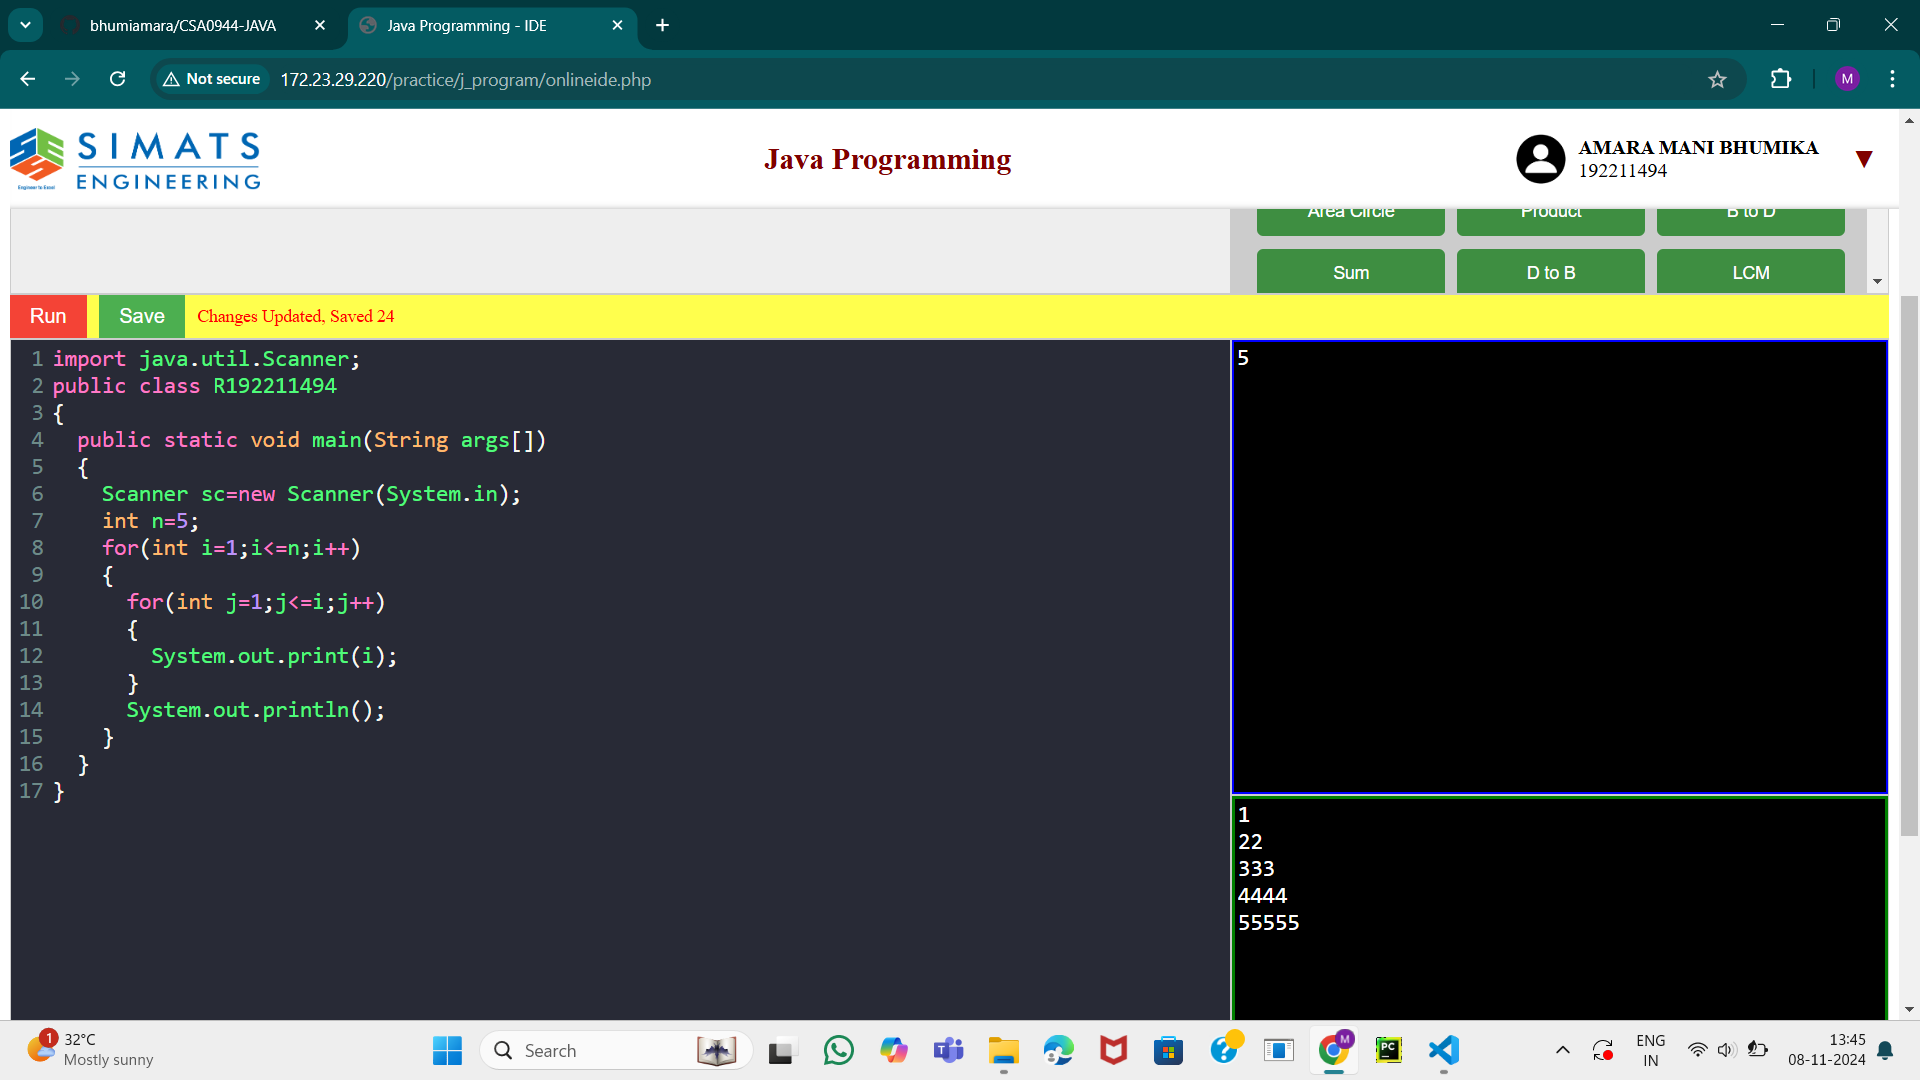 bhumiamara/CSA0944-JAVA
Java Programming - IDE
Not secure
172.23.29.220/practice/j_program/onlineide.php
M
SIMATS
ENGINEERING
Engineer to Excel
Java Programming
AMARA MANI BHUMIKA
192211494
Area Circle
Product
B to D
Sum
D to B
LCM
Run
Save
Changes Updated, Saved 24
1 import java.util.Scanner;
2 public class R192211494
3 {
4   public static void main(String args[])
5   {
6     Scanner sc=new Scanner(System.in);
7     int n=5;
8     for(int i=1;i<=n;i++)
9     {
10       for(int j=1;j<=i;j++)
11       {
12         System.out.print(i);
13       }
14       System.out.println();
15     }
16   }
17 }
5
1
22
333
4444
55555
1
32°C
Mostly sunny
Search
M
PC
ENG
IN
13:45
08-11-2024